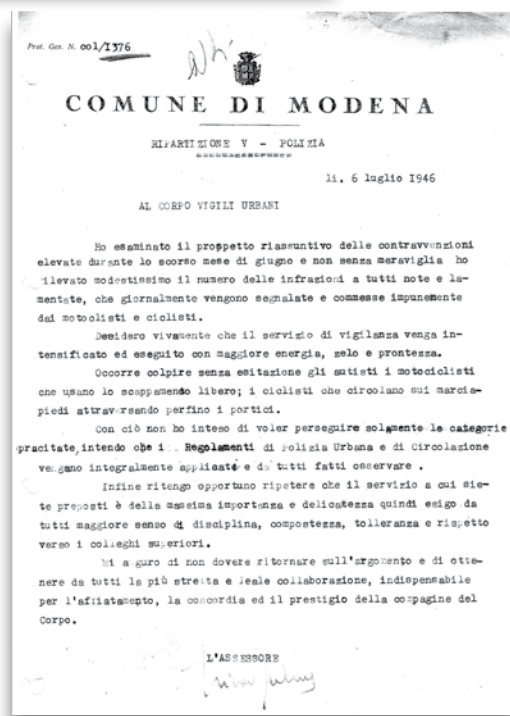 Prot. Gen. N. 001/1376
COMUNE DI MODENA
RIPARTIZIONE V - POLIZIA
li. 6 luglio I946
AL CORPO VIGILI URBANI
Ho esaminato il prospetto riassuntivo delle contravvenzioni
elevate durante lo scorso mese di giugno e non senza meraviglia ho
rilevato modestissimo il numero delle infrazioni a tutti note e la-
mentate, che giornalmente vengono segnalate e commesse impunemente
dai motoclisti e ciclisti.
Desidero vivamente che il servizio di vigilanza venga in-
tensificato ed eseguito con maggiore energia, zelo e prontezza.
Occorre colpire senza esitazione gli autisti i motociclisti
che usano lo scappamento libero; i ciclisti che circolano sui marcia-
piedi attraversando perfino i portici.
Con ciò non ho inteso di voler perseguire solamente le categorie
pracitate, intendo che i Regolamenti di Polizia Urbana e di Circolazione
vengano integralmente applicati e da tutti fatti osservare .
Infine ritengo opportuno ripetere che il servizio a cui sie-
te preposti è della massima importanza e delicatezza quindi esigo da
tutti maggiore senso di disciplina, compostezza, tolleranza e rispetto
verso i colleghi superiori.
Mi a guro di non dovere ritornare sull'argomento e di otte-
nere da tutti la più stretta e leale collaborazione, indispensabile
per l'affiatamento, la concordia ed il prestigio della compagine del
Corpo.
L'ASSESSORE